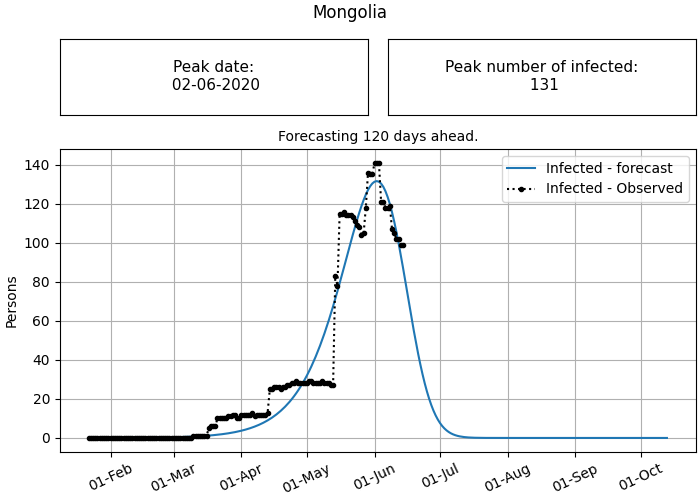 Mongolia
Peak date:
02-06-2020
Peak number of infected:
131
Forecasting 120 days ahead.
Infected - forecast
Infected - Observed
Persons
140
120
100
80
60
40
20
0
01-Feb
01-Mar
01-Apr
01-May
01-Jun
01-Jul
01-Aug
01-Sep
01-Oct